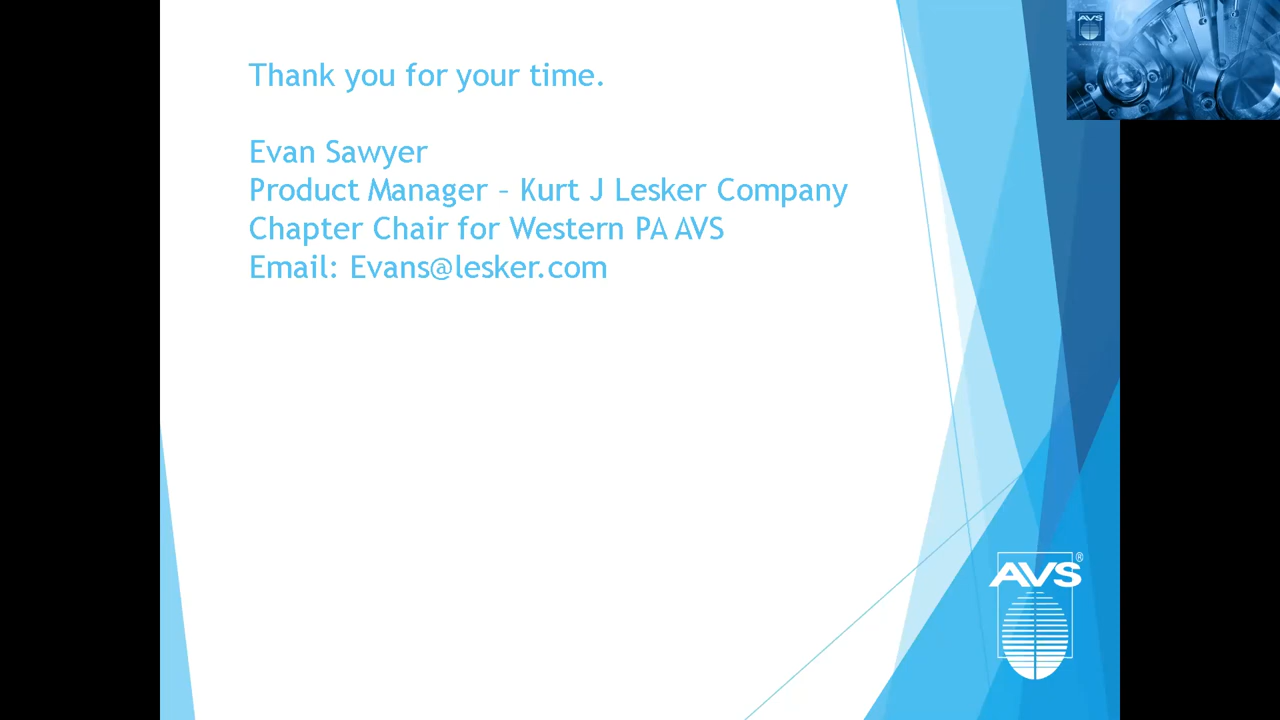 Thank you for your time.
Evan Sawyer
Product Manager – Kurt J Lesker Company
Chapter Chair for Western PA AVS
Email: Evans@lesker.com
AVS
AVS®